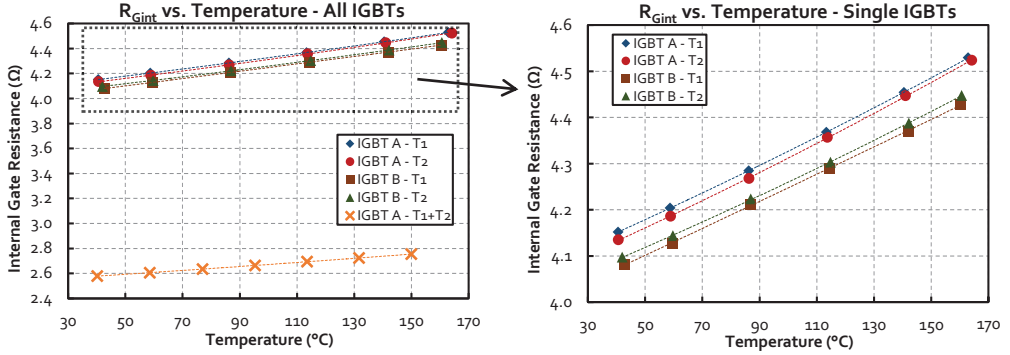 R_Gint vs. Temperature - All IGBTs
Internal Gate Resistance (Ω)
4.6
4.4
4.2
4.0
3.8
3.6
3.4
3.2
3.0
2.8
2.6
2.4
IGBT A - T1
IGBT A - T2
IGBT B - T1
IGBT B - T2
IGBT A - T1+T2
30 50 70 90 110 130 150 170
Temperature (ºC)
R_Gint vs. Temperature - Single IGBTs
Internal Gate Resistance (Ω)
4.6
4.5
4.4
4.3
4.2
4.1
4.0
IGBT A - T1
IGBT A - T2
IGBT B - T1
IGBT B - T2
30 50 70 90 110 130 150 170
Temperature (ºC)